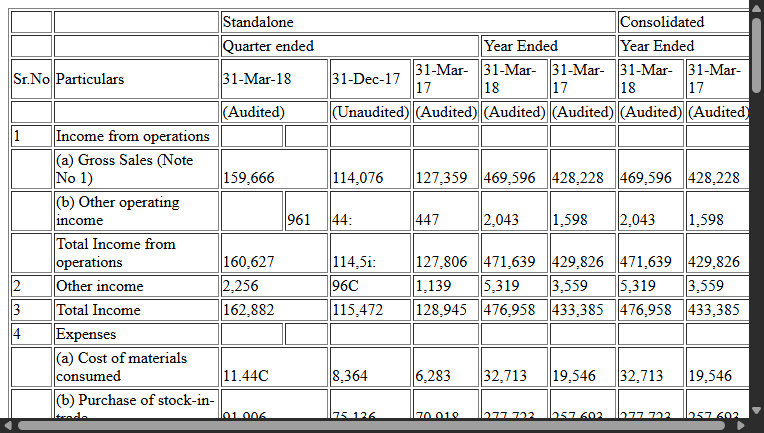 Standalone Consolidated
Quarter ended Year Ended Year Ended
Sr.No Particulars 31-Mar-18 31-Dec-17 31-Mar-17 31-Mar-18 31-Mar-17 31-Mar-18 31-Mar-17
(Audited) (Unaudited) (Audited) (Audited) (Audited) (Audited) (Audited)
1 Income from operations
(a) Gross Sales (Note No 1) 159,666 114,076 127,359 469,596 428,228 469,596 428,228
(b) Other operating income 961 44: 447 2,043 1,598 2,043 1,598
Total Income from operations 160,627 114,5i: 127,806 471,639 429,826 471,639 429,826
2 Other income 2,256 96C 1,139 5,319 3,559 5,319 3,559
3 Total Income 162,882 115,472 128,945 476,958 433,385 476,958 433,385
4 Expenses
(a) Cost of materials consumed 11.44C 8,364 6,283 32,713 19,546 32,713 19,546
(b) Purchase of stock-in-trade 91,906 75,136 70,918 277,723 257,693 277,723 257,693